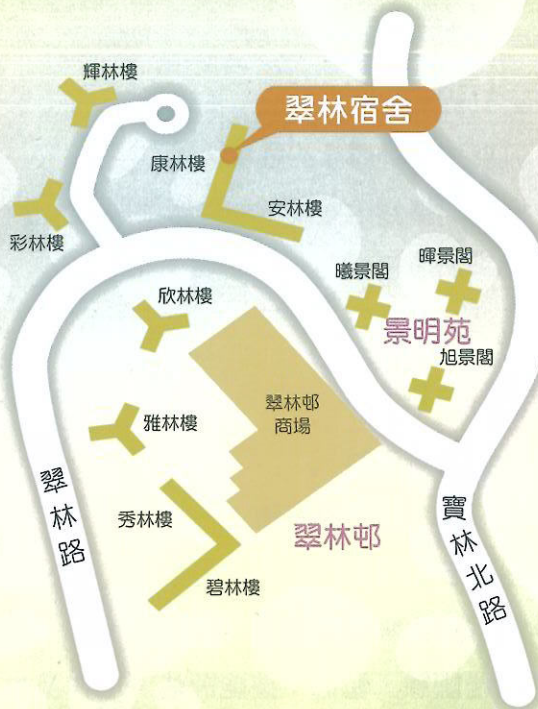 輝林樓
翠林宿舍
康林樓
安林樓
彩林樓
曦景閣
暉景閣
欣林樓
景明苑
旭景閣
翠林邨
商場
雅林樓
翠林路
秀林樓
寶林北路
翠林邨
碧林樓